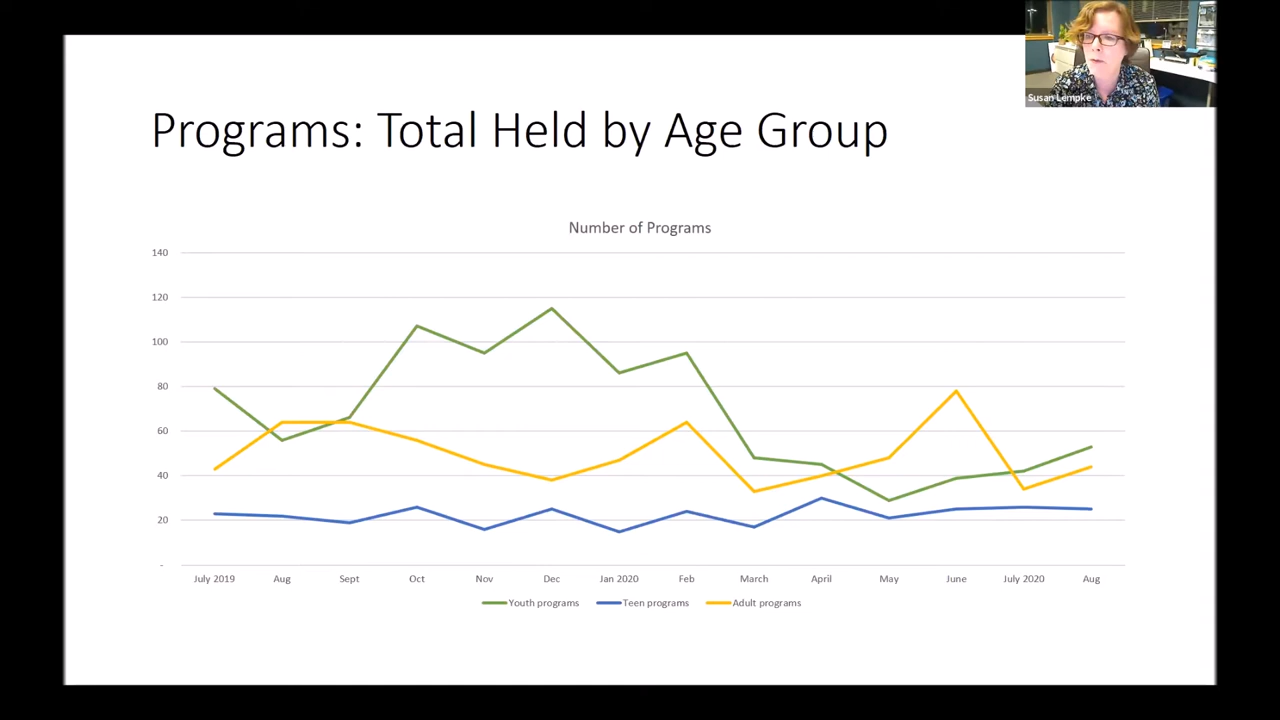 Susan Lempke
Programs: Total Held by Age Group
Number of Programs
140
120
100
80
60
40
20
-
July 2019 Aug Sept Oct Nov Dec Jan 2020 Feb March April May June July 2020 Aug
Youth programs Teen programs Adult programs